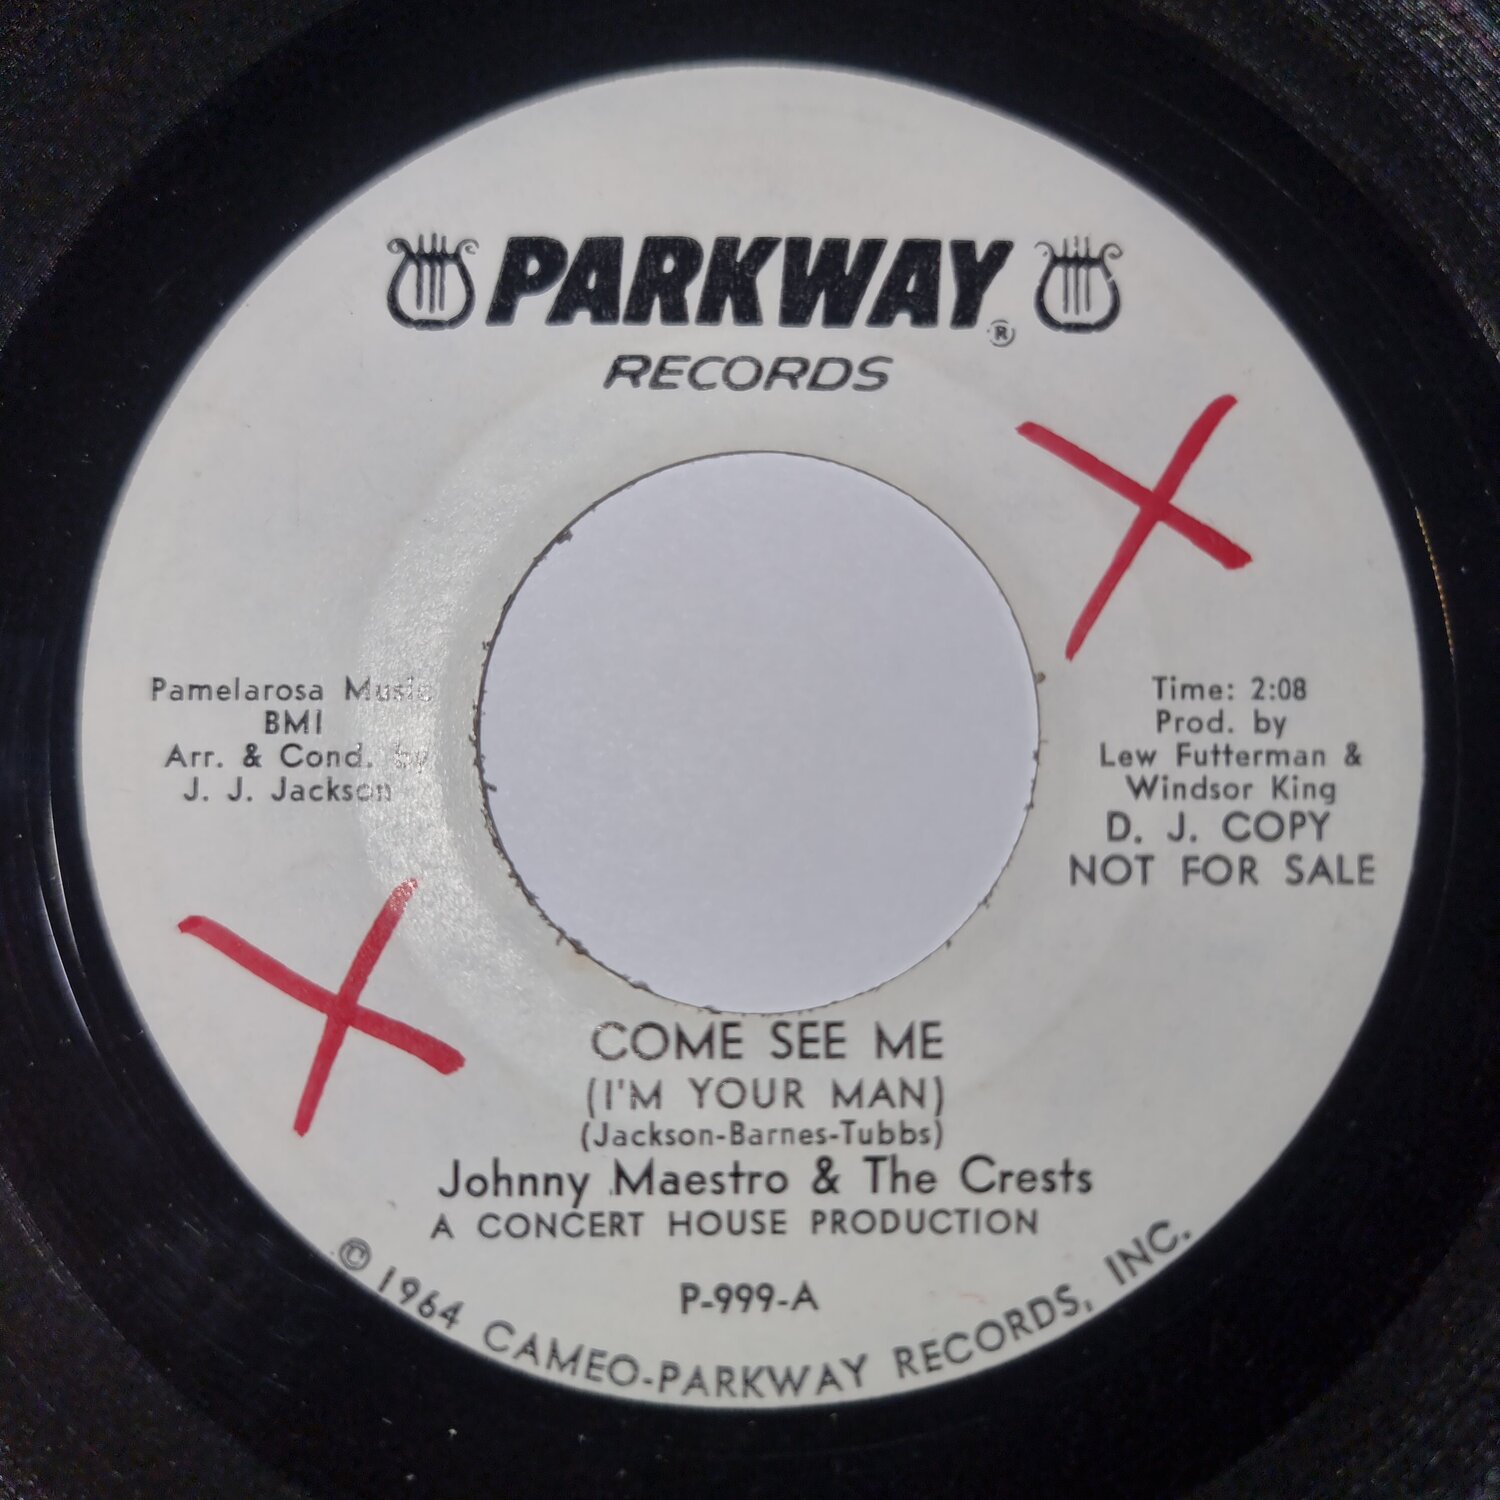 PARKWAY ®
RECORDS
Pamelarosa Music
BMI
Arr. & Cond. by
J. J. Jackson
Time: 2:08
Prod. by
Lew Futterman &
Windsor King
D. J. COPY
NOT FOR SALE
COME SEE ME
(I'M YOUR MAN)
(Jackson-Barnes-Tubbs)
Johnny Maestro & The Crests
A CONCERT HOUSE PRODUCTION
P-999-A
© 1964 CAMEO-PARKWAY RECORDS, INC.